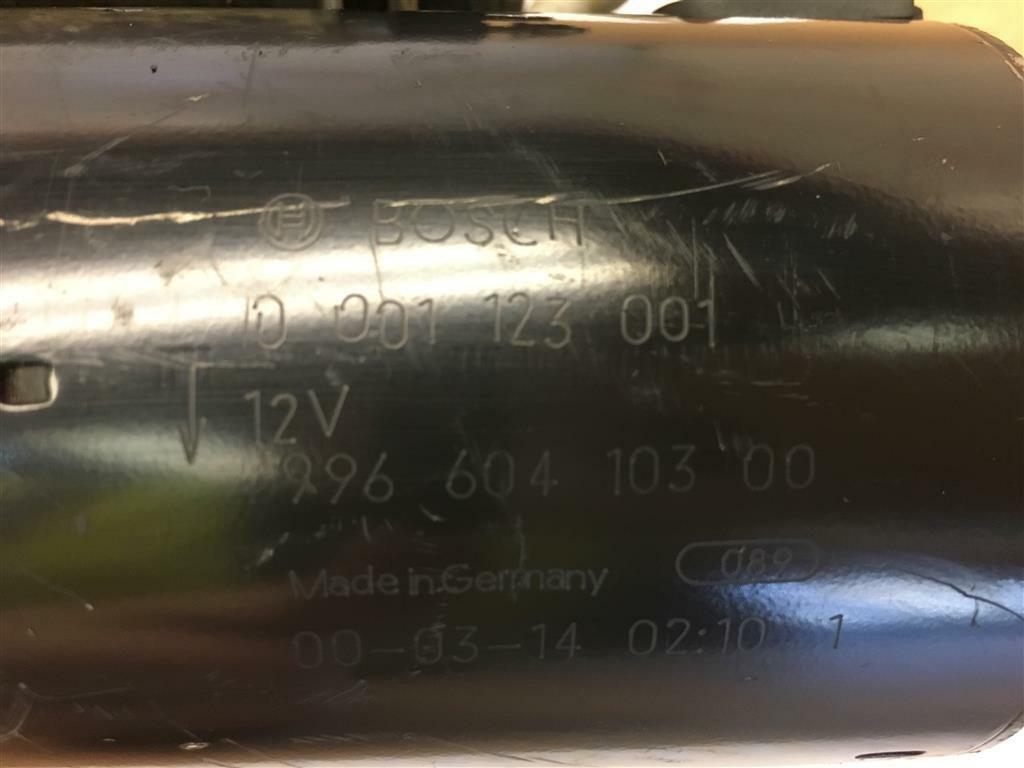 BOSCH
0 001 123 001
12V
996 604 103 00
089
Made in Germany
00-03-14 02:10 1